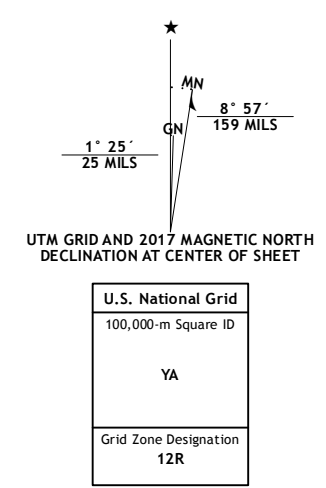 ★
MN
GN
8° 57´
159 MILS
1° 25´
25 MILS
UTM GRID AND 2017 MAGNETIC NORTH
DECLINATION AT CENTER OF SHEET
U.S. National Grid
100,000-m Square ID
YA
Grid Zone Designation
12R